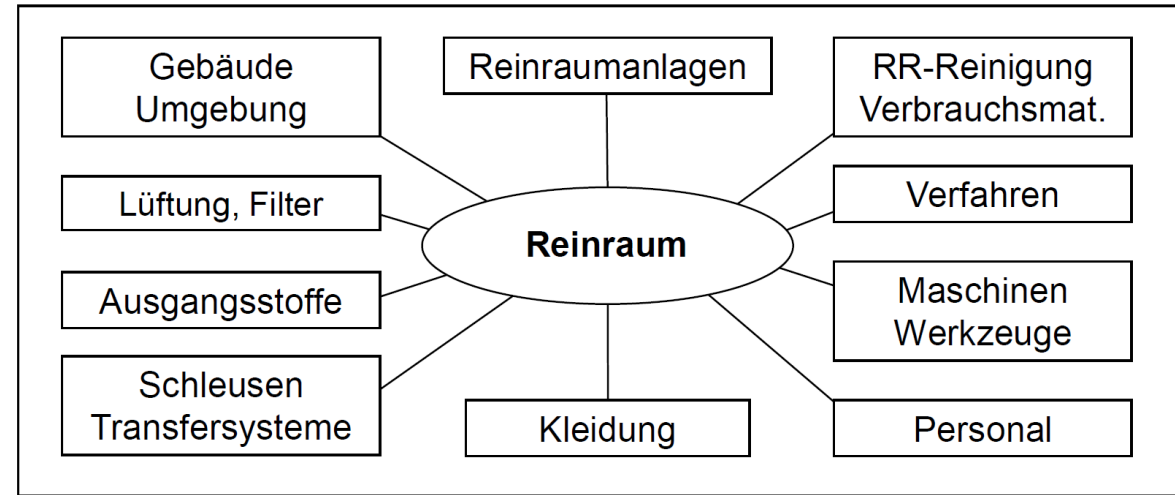 Gebäude
Umgebung
Reinraumanlagen
RR-Reinigung
Verbrauchsmat.
Lüftung, Filter
Verfahren
Reinraum
Ausgangsstoffe
Maschinen
Werkzeuge
Schleusen
Transfersysteme
Kleidung
Personal